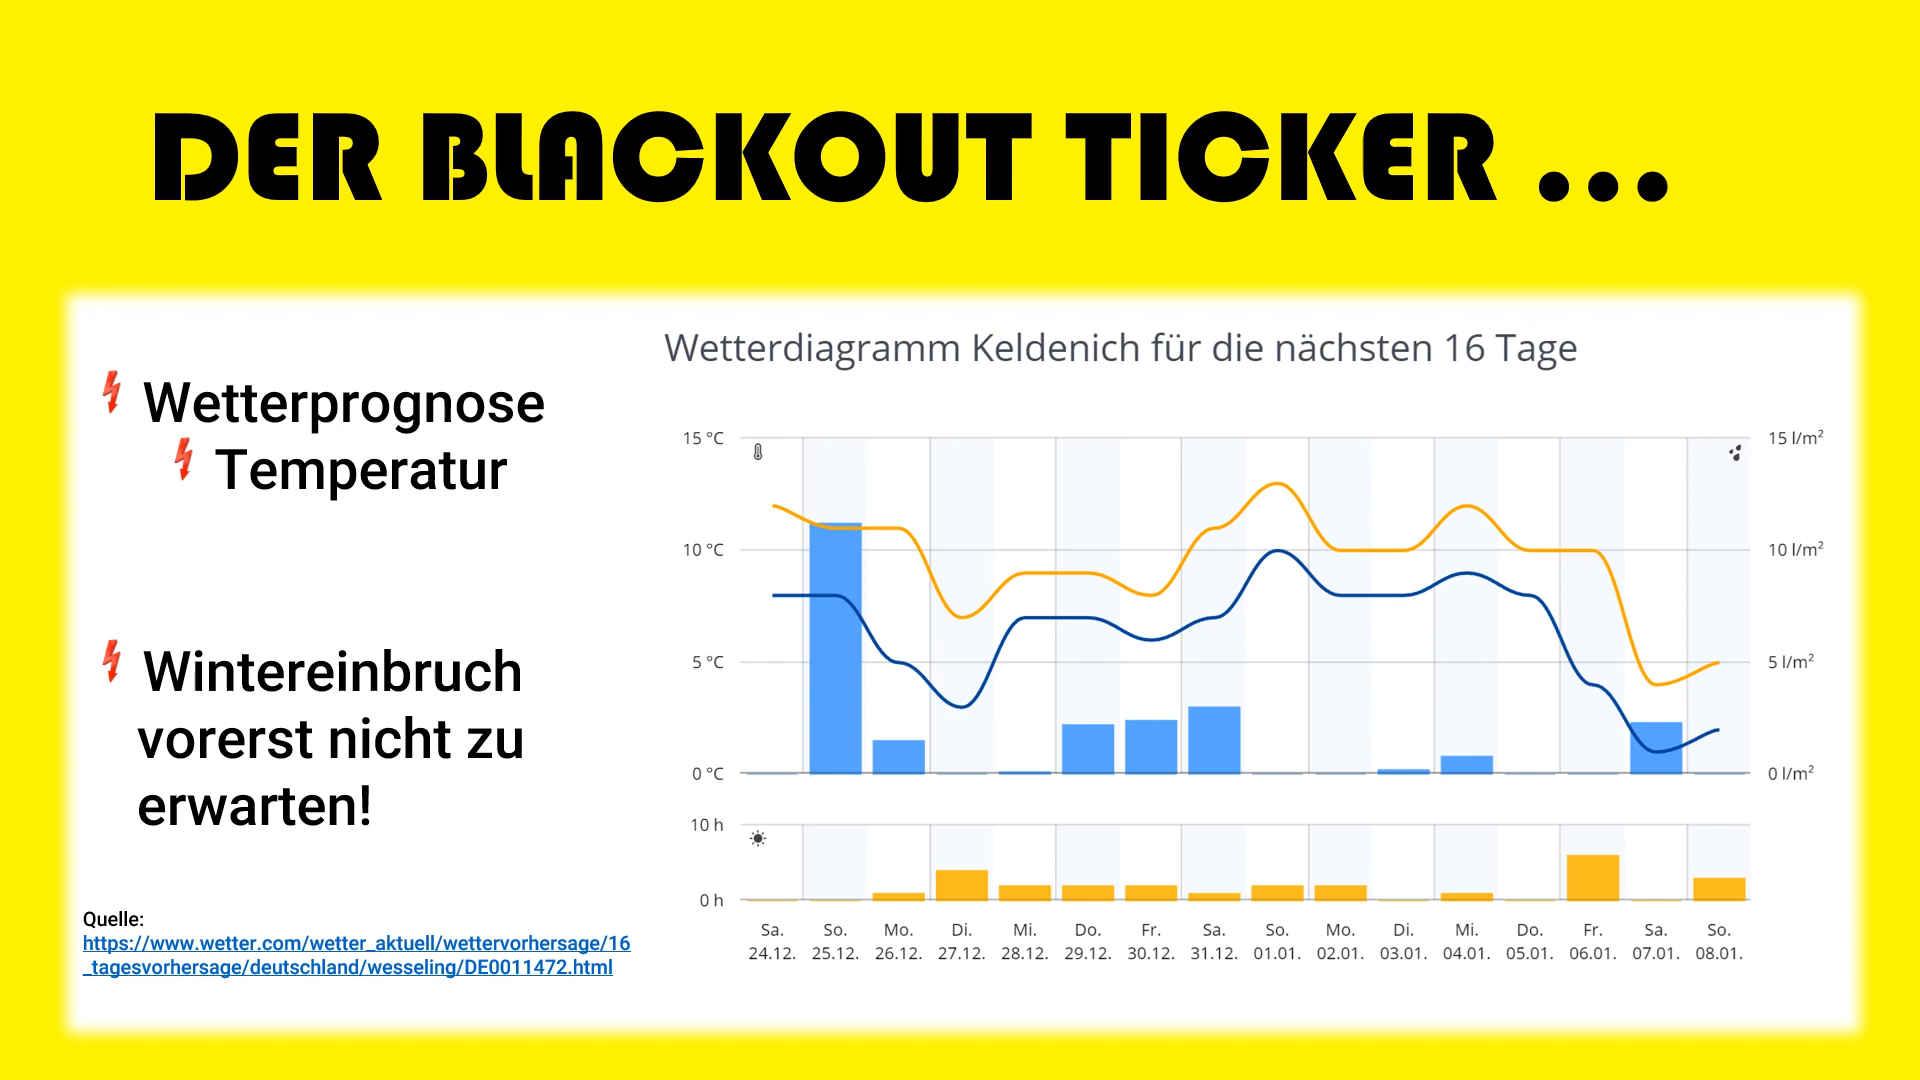 DER BLACKOUT TICKER ...
Wetterprognose
Temperatur
Wintereinbruch
vorerst nicht zu
erwarten!
Quelle:
https://www.wetter.com/wetter_aktuell/wettervorhersage/16
_tagesvorhersage/deutschland/wesseling/DE0011472.html
Wetterdiagramm Keldenich für die nächsten 16 Tage
15 °C 15 l/m²
10 °C 10 l/m²
5 °C 5 l/m²
0 °C 0 l/m²
10 h
0 h
Sa. So. Mo. Di. Mi. Do. Fr. Sa. So. Mo. Di. Mi. Do. Fr. Sa. So.
24.12. 25.12. 26.12. 27.12. 28.12. 29.12. 30.12. 31.12. 01.01. 02.01. 03.01. 04.01. 05.01. 06.01. 07.01. 08.01.